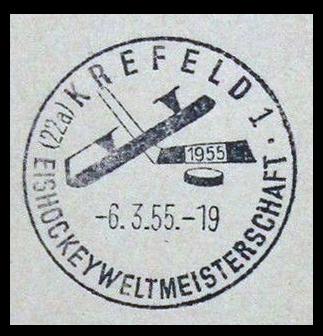 (22a) KREFELD 1
1955
-6.3.55.-19
· EISHOCKEYWELTMEISTERSCHAFT ·